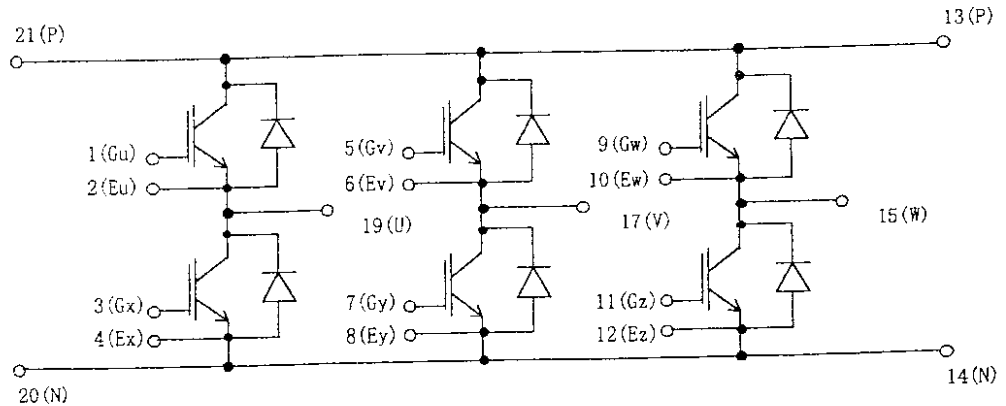 21(P)
13(P)
1(Gu)
2(Eu)
5(Gv)
6(Ev)
9(Gw)
10(Ew)
19(U)
17(V)
15(W)
3(Gx)
4(Ex)
7(Gy)
8(Ey)
11(Gz)
12(Ez)
20(N)
14(N)